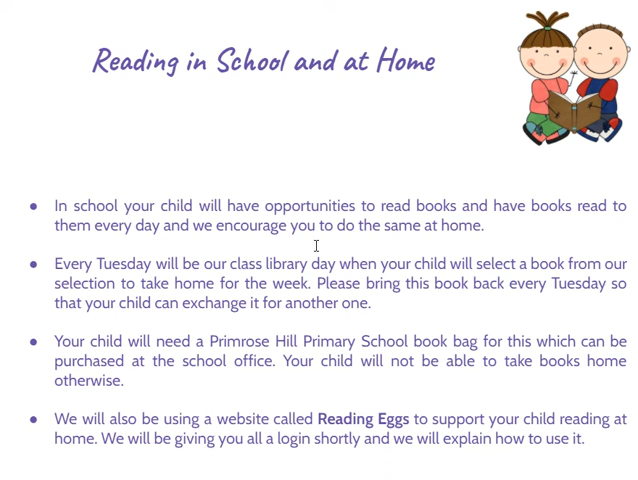 Reading in School and at Home
● In school your child will have opportunities to read books and have books read to
them every day and we encourage you to do the same at home.
● Every Tuesday will be our class library day when your child will select a book from our
selection to take home for the week. Please bring this book back every Tuesday so
that your child can exchange it for another one.
● Your child will need a Primrose Hill Primary School book bag for this which can be
purchased at the school office. Your child will not be able to take books home
otherwise.
● We will also be using a website called Reading Eggs to support your child reading at
home. We will be giving you all a login shortly and we will explain how to use it.